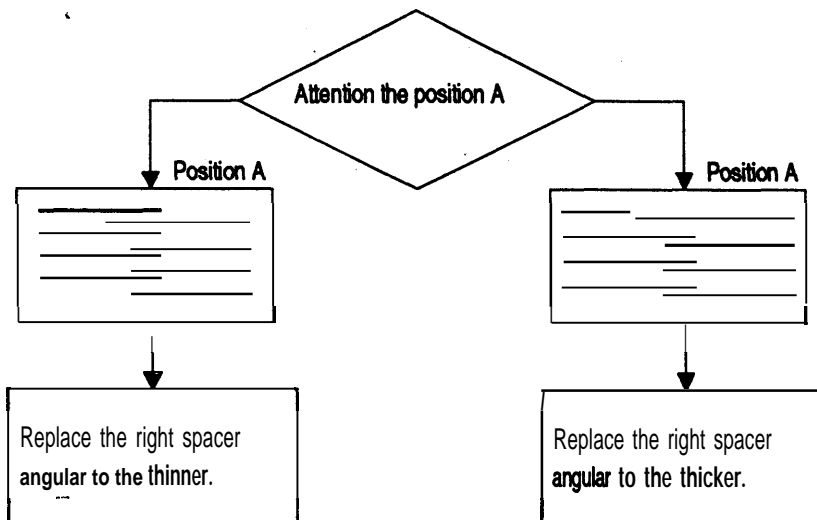 Attention the position A
Position A
Position A
Replace the right spacer
angular to the thinner.
Replace the right spacer
angular to the thicker.